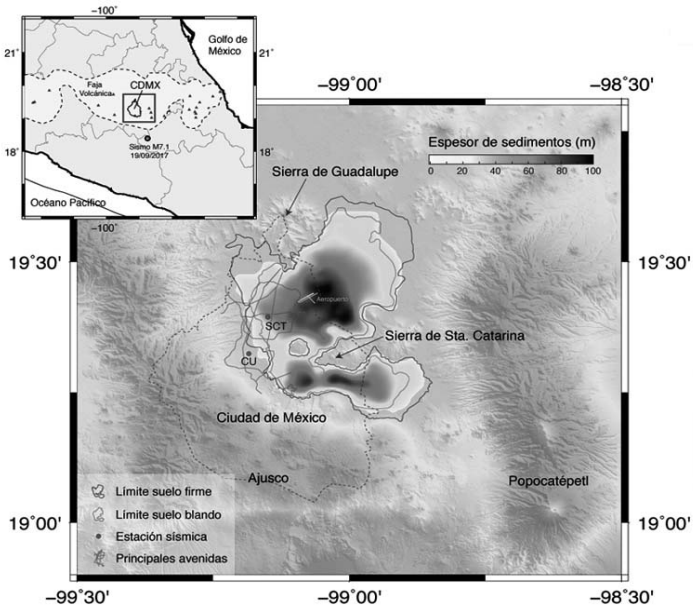 Golfo de
México
21˚
21˚
Faja
Volcánica
CDMX
18˚
18˚
Sismo M7.1
19/09/2017
Océano Pacífico
−100˚
−100˚
−99˚00'
−98˚30'
Espesor de sedimentos (m)
0 20 40 60 80 100
Sierra de Guadalupe
19˚30'
19˚30'
Aeropuerto
SCT
Sierra de Sta. Catarina
CU
Ciudad de México
Ajusco
Popocatépetl
Límite suelo firme
Límite suelo blando
Estación sísmica
Principales avenidas
19˚00'
19˚00'
−99˚30'
−99˚00'
−98˚30'